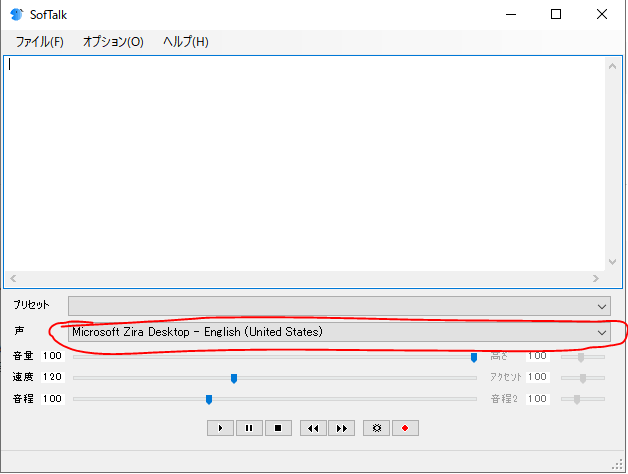 SofTalk
ファイル(F) オプション(O) ヘルプ(H)
プリセット
声 Microsoft Zira Desktop - English (United States)
音量 100 高さ 100
速度 120 アクセント 100
音程 100 音程2 100